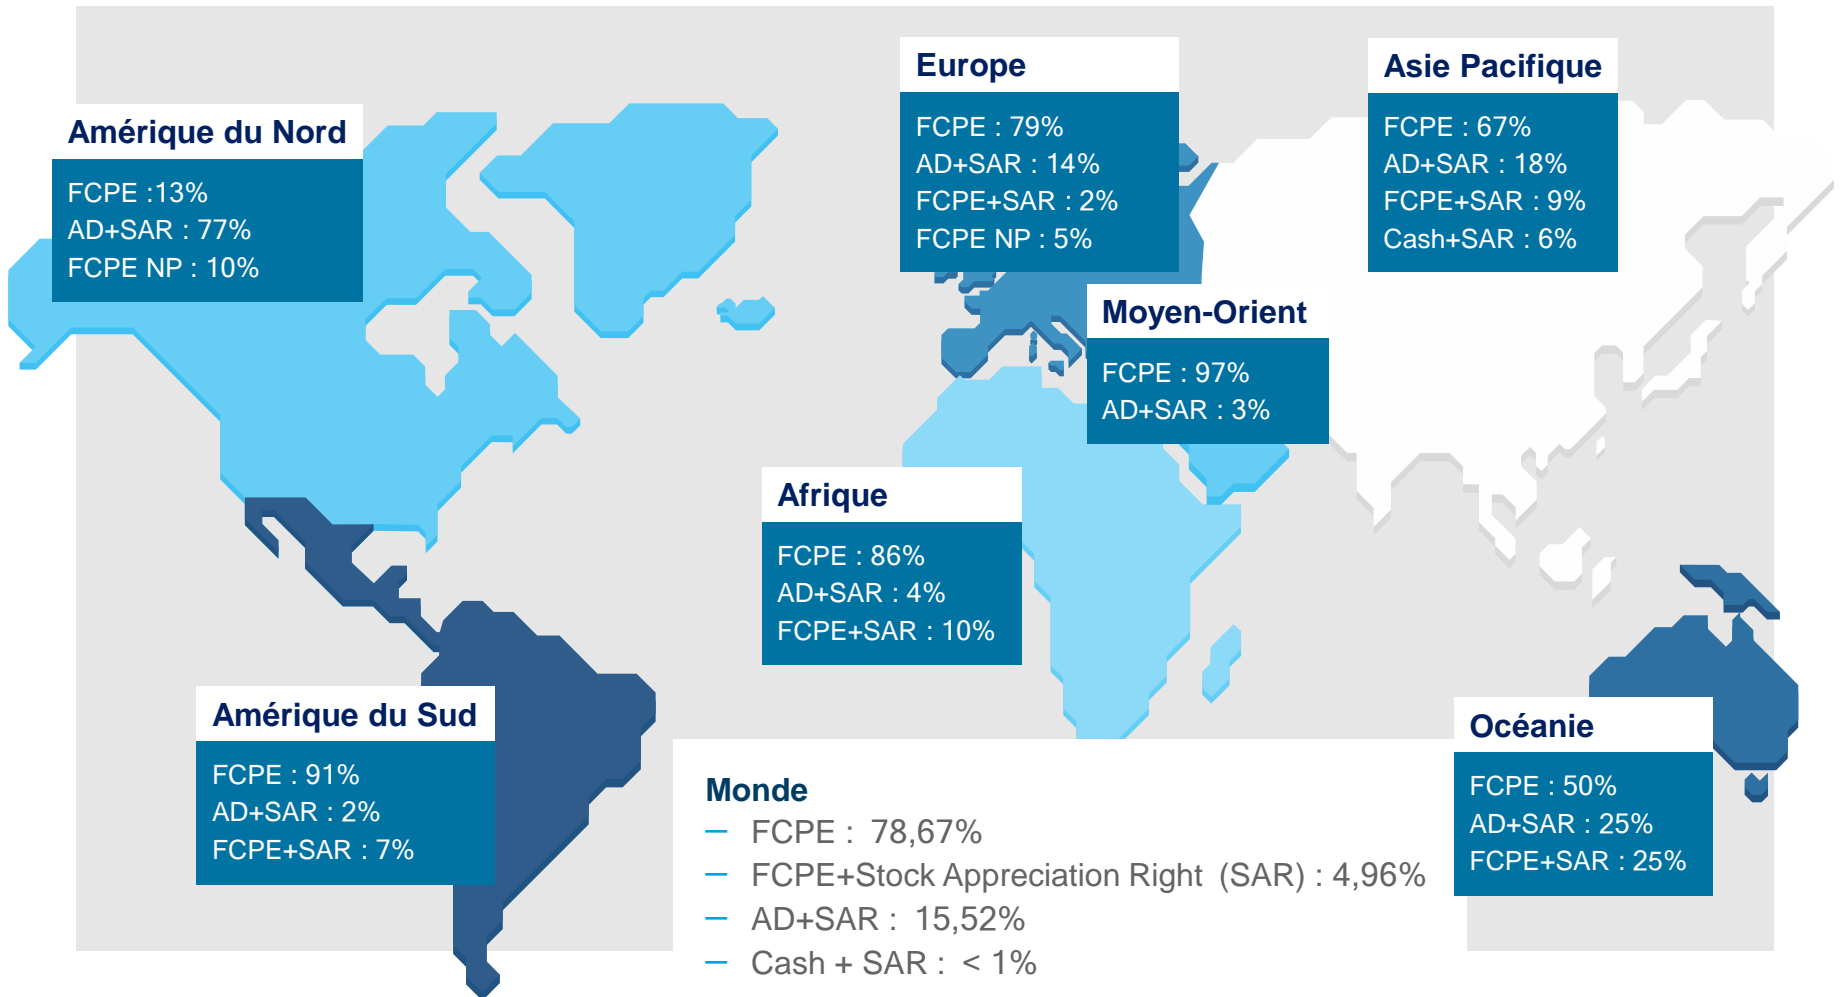 Amérique du Nord
FCPE :13%
AD+SAR : 77%
FCPE NP : 10%
Europe
FCPE : 79%
AD+SAR : 14%
FCPE+SAR : 2%
FCPE NP : 5%
Asie Pacifique
FCPE : 67%
AD+SAR : 18%
FCPE+SAR : 9%
Cash+SAR : 6%
Moyen-Orient
FCPE : 97%
AD+SAR : 3%
Afrique
FCPE : 86%
AD+SAR : 4%
FCPE+SAR : 10%
Amérique du Sud
FCPE : 91%
AD+SAR : 2%
FCPE+SAR : 7%
Océanie
FCPE : 50%
AD+SAR : 25%
FCPE+SAR : 25%
Monde
– FCPE : 78,67%
– FCPE+Stock Appreciation Right (SAR) : 4,96%
– AD+SAR : 15,52%
– Cash + SAR : < 1%